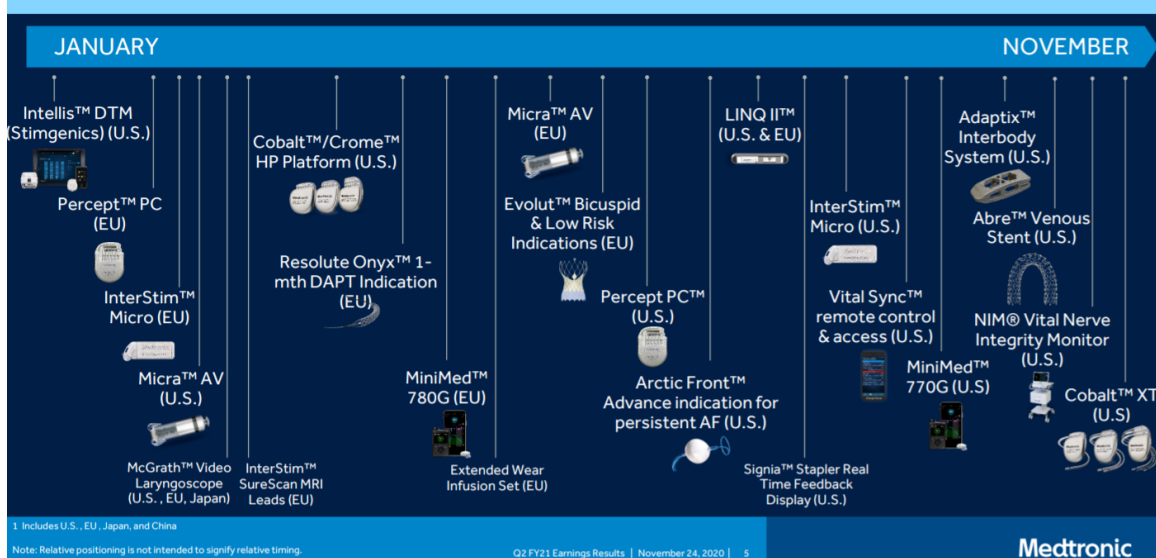 JANUARY
NOVEMBER
Intellis™ DTM
(Stimgenics) (U.S.)
Percept™ PC
(EU)
InterStim™
Micro (EU)
Micra™ AV
(U.S.)
McGrath™ Video
Laryngoscope
(U.S. , EU, Japan)
InterStim™
SureScan MRI
Leads (EU)
Cobalt™/Crome™
HP Platform (U.S.)
Resolute Onyx™ 1-
mth DAPT Indication
(EU)
MiniMed™
780G (EU)
Extended Wear
Infusion Set (EU)
Micra™ AV
(EU)
Evolut™ Bicuspid
& Low Risk
Indications (EU)
Percept PC™
(U.S.)
Arctic Front™
Advance indication for
persistent AF (U.S.)
LINQ II™
(U.S. & EU)
Signia™ Stapler Real
Time Feedback
Display (U.S.)
InterStim™
Micro (U.S.)
Vital Sync™
remote control
& access (U.S.)
MiniMed™
770G (U.S)
Adaptix™
Interbody
System (U.S.)
Abre™ Venous
Stent (U.S.)
NIM® Vital Nerve
Integrity Monitor
(U.S.)
Cobalt™ XT
(U.S)
1 Includes U.S. , EU , Japan, and China
Note: Relative positioning is not intended to signify relative timing.
Q2 FY21 Earnings Results | November 24, 2020 | 5
Medtronic